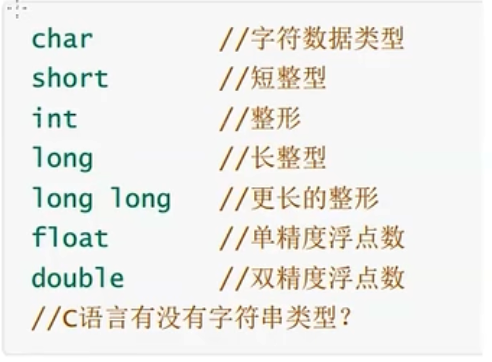 char //字符数据类型
short //短整型
int //整形
long //长整型
long long //更长的整形
float //单精度浮点数
double //双精度浮点数
//C语言有没有字符串类型？